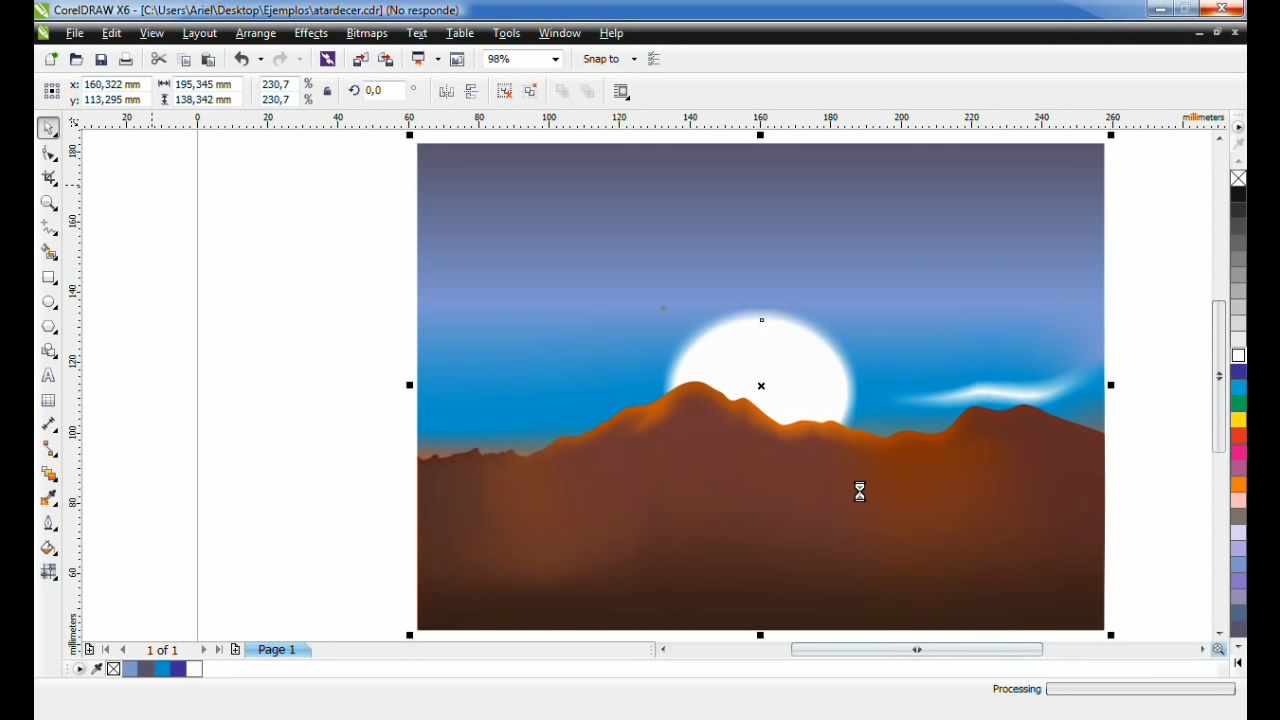 CorelDRAW X6 - [C:\Users\Ariel\Desktop\Ejemplos\atardecer.cdr] (No responde)
File Edit View Layout Arrange Effects Bitmaps Text Table Tools Window Help
98% Snap to
x: 160,322 mm 195,345 mm 230,7 % 0,0 °
y: 113,295 mm 138,342 mm 230,7 %
20 0 20 40 60 80 100 120 140 160 180 200 220 240 260 millimeters
180
160
140
120
100
80
60
millimeters
1 of 1 Page 1
Processing